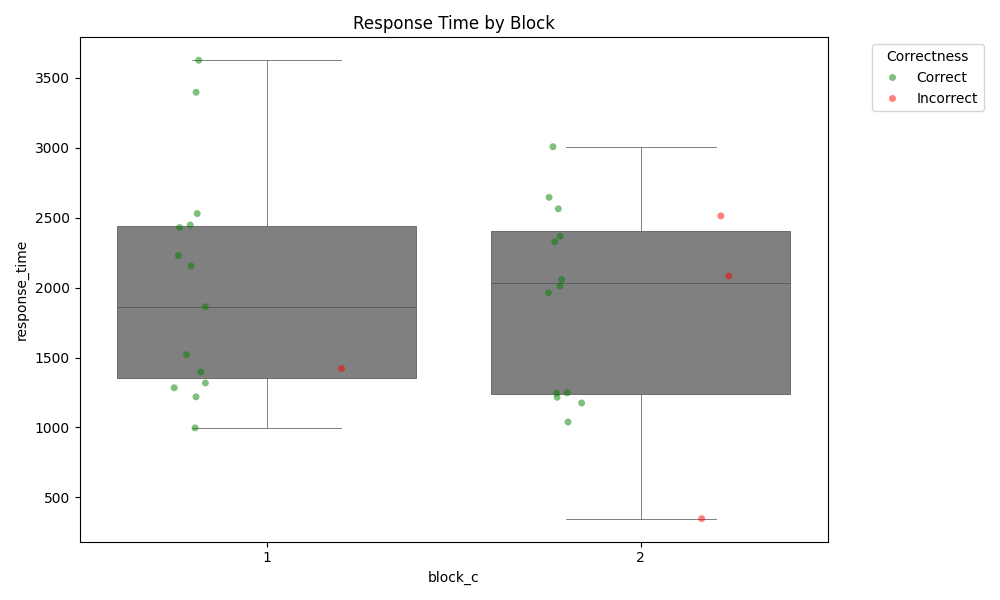 Response Time by Block
Correctness
Correct
Incorrect
response_time
3500
3000
2500
2000
1500
1000
500
1
2
block_c